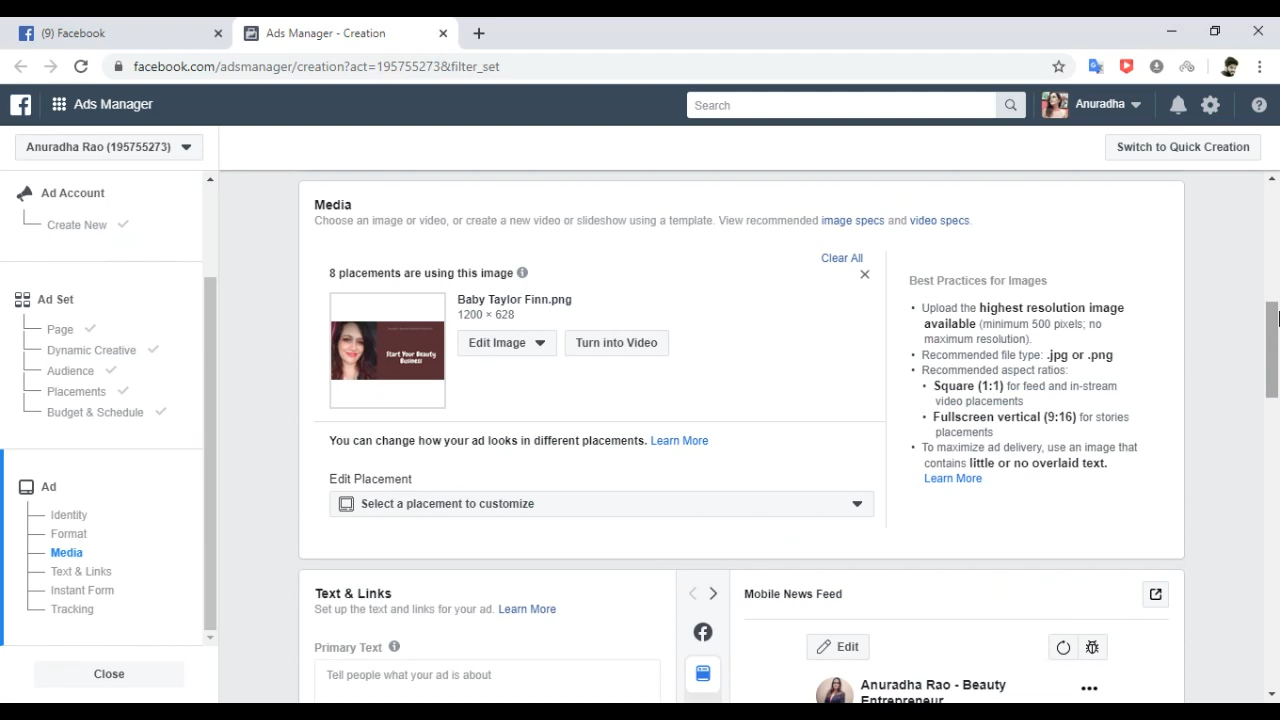 (9) Facebook
Ads Manager - Creation
facebook.com/adsmanager/creation?act=195755273&filter_set
Ads Manager
Search
Anuradha
Anuradha Rao (195755273)
Switch to Quick Creation
Ad Account
Create New
Ad Set
Page
Dynamic Creative
Audience
Placements
Budget & Schedule
Ad
Identity
Format
Media
Text & Links
Instant Form
Tracking
Close
Media
Choose an image or video, or create a new video or slideshow using a template. View recommended image specs and video specs.
Clear All
8 placements are using this image
Baby Taylor Finn.png
1200 × 628
Edit Image
Turn into Video
Start Your Beauty
Business
You can change how your ad looks in different placements. Learn More
Edit Placement
Select a placement to customize
Best Practices for Images
• Upload the highest resolution image
available (minimum 500 pixels; no
maximum resolution).
• Recommended file type: .jpg or .png
• Recommended aspect ratios:
• Square (1:1) for feed and in-stream
video placements
• Fullscreen vertical (9:16) for stories
placements
• To maximize ad delivery, use an image that
contains little or no overlaid text.
Learn More
Text & Links
Set up the text and links for your ad. Learn More
Primary Text
Tell people what your ad is about
Mobile News Feed
Edit
Anuradha Rao - Beauty
Entrepreneur